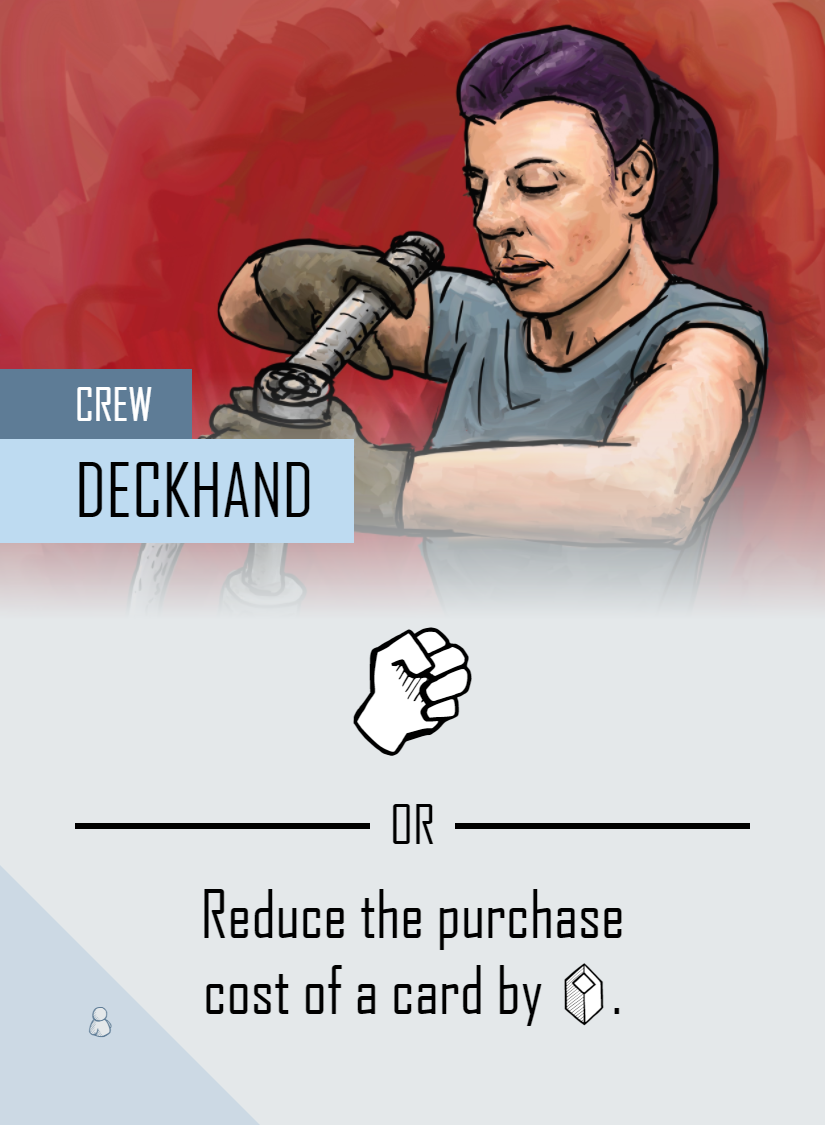 CREW
DECKHAND
OR
Reduce the purchase
cost of a card by .